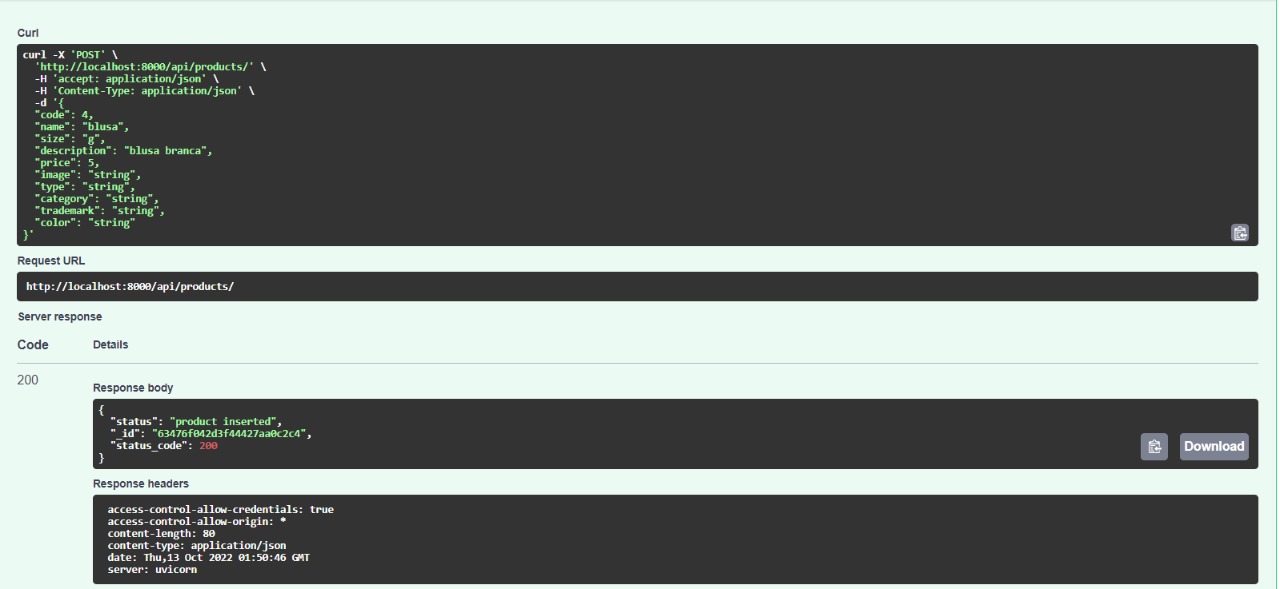 Curl
curl -X 'POST' \
'http://localhost:8000/api/products/' \
-H 'accept: application/json' \
-H 'Content-Type: application/json' \
-d '{
"code": 4,
"name": "blusa",
"size": "g",
"description": "blusa branca",
"price": 5,
"image": "string",
"type": "string",
"category": "string",
"trademark": "string",
"color": "string"
}'
Request URL
http://localhost:8000/api/products/
Server response
Code Details
200
Response body
{
"status": "product inserted",
"_id": "63476f042d3f44427aa0c2c4",
"status_code": 200
}
Download
Response headers
access-control-allow-credentials: true
access-control-allow-origin: *
content-length: 80
content-type: application/json
date: Thu,13 Oct 2022 01:50:46 GMT
server: uvicorn